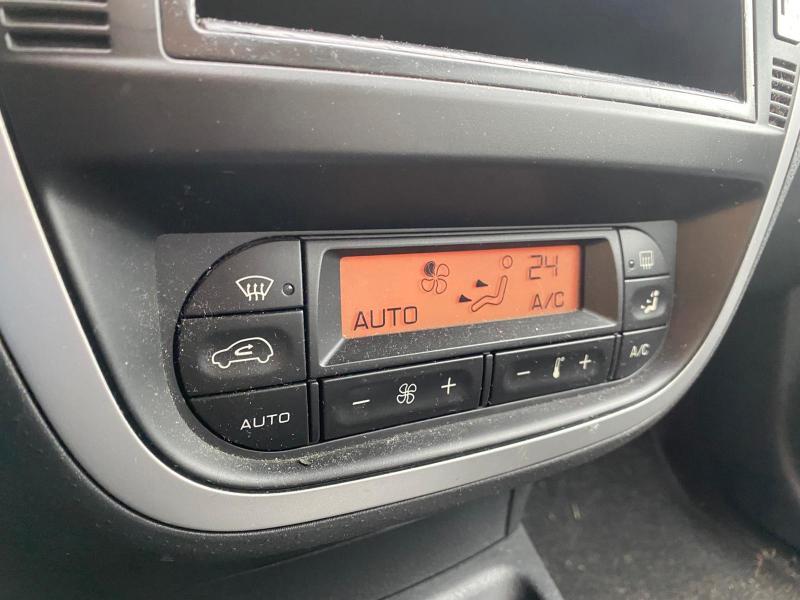 24
AUTO A/C
AUTO
− +
− +
A/C